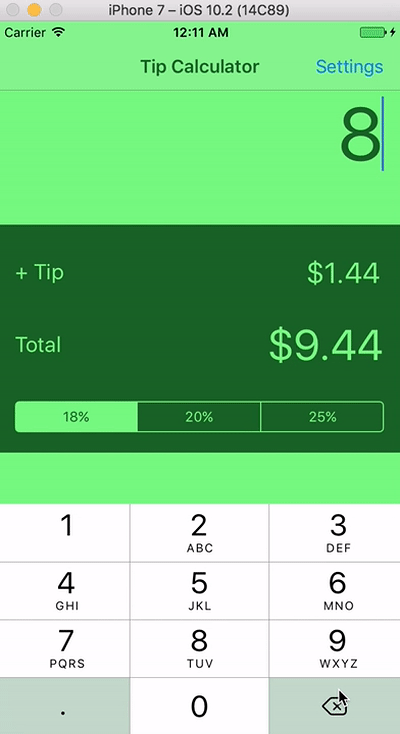 iPhone 7 – iOS 10.2 (14C89)
Carrier 12:11 AM
Tip Calculator Settings
8
+ Tip $1.44
Total $9.44
18% 20% 25%
1 2 3
ABC DEF
4 5 6
GHI JKL MNO
7 8 9
PQRS TUV WXYZ
. 0